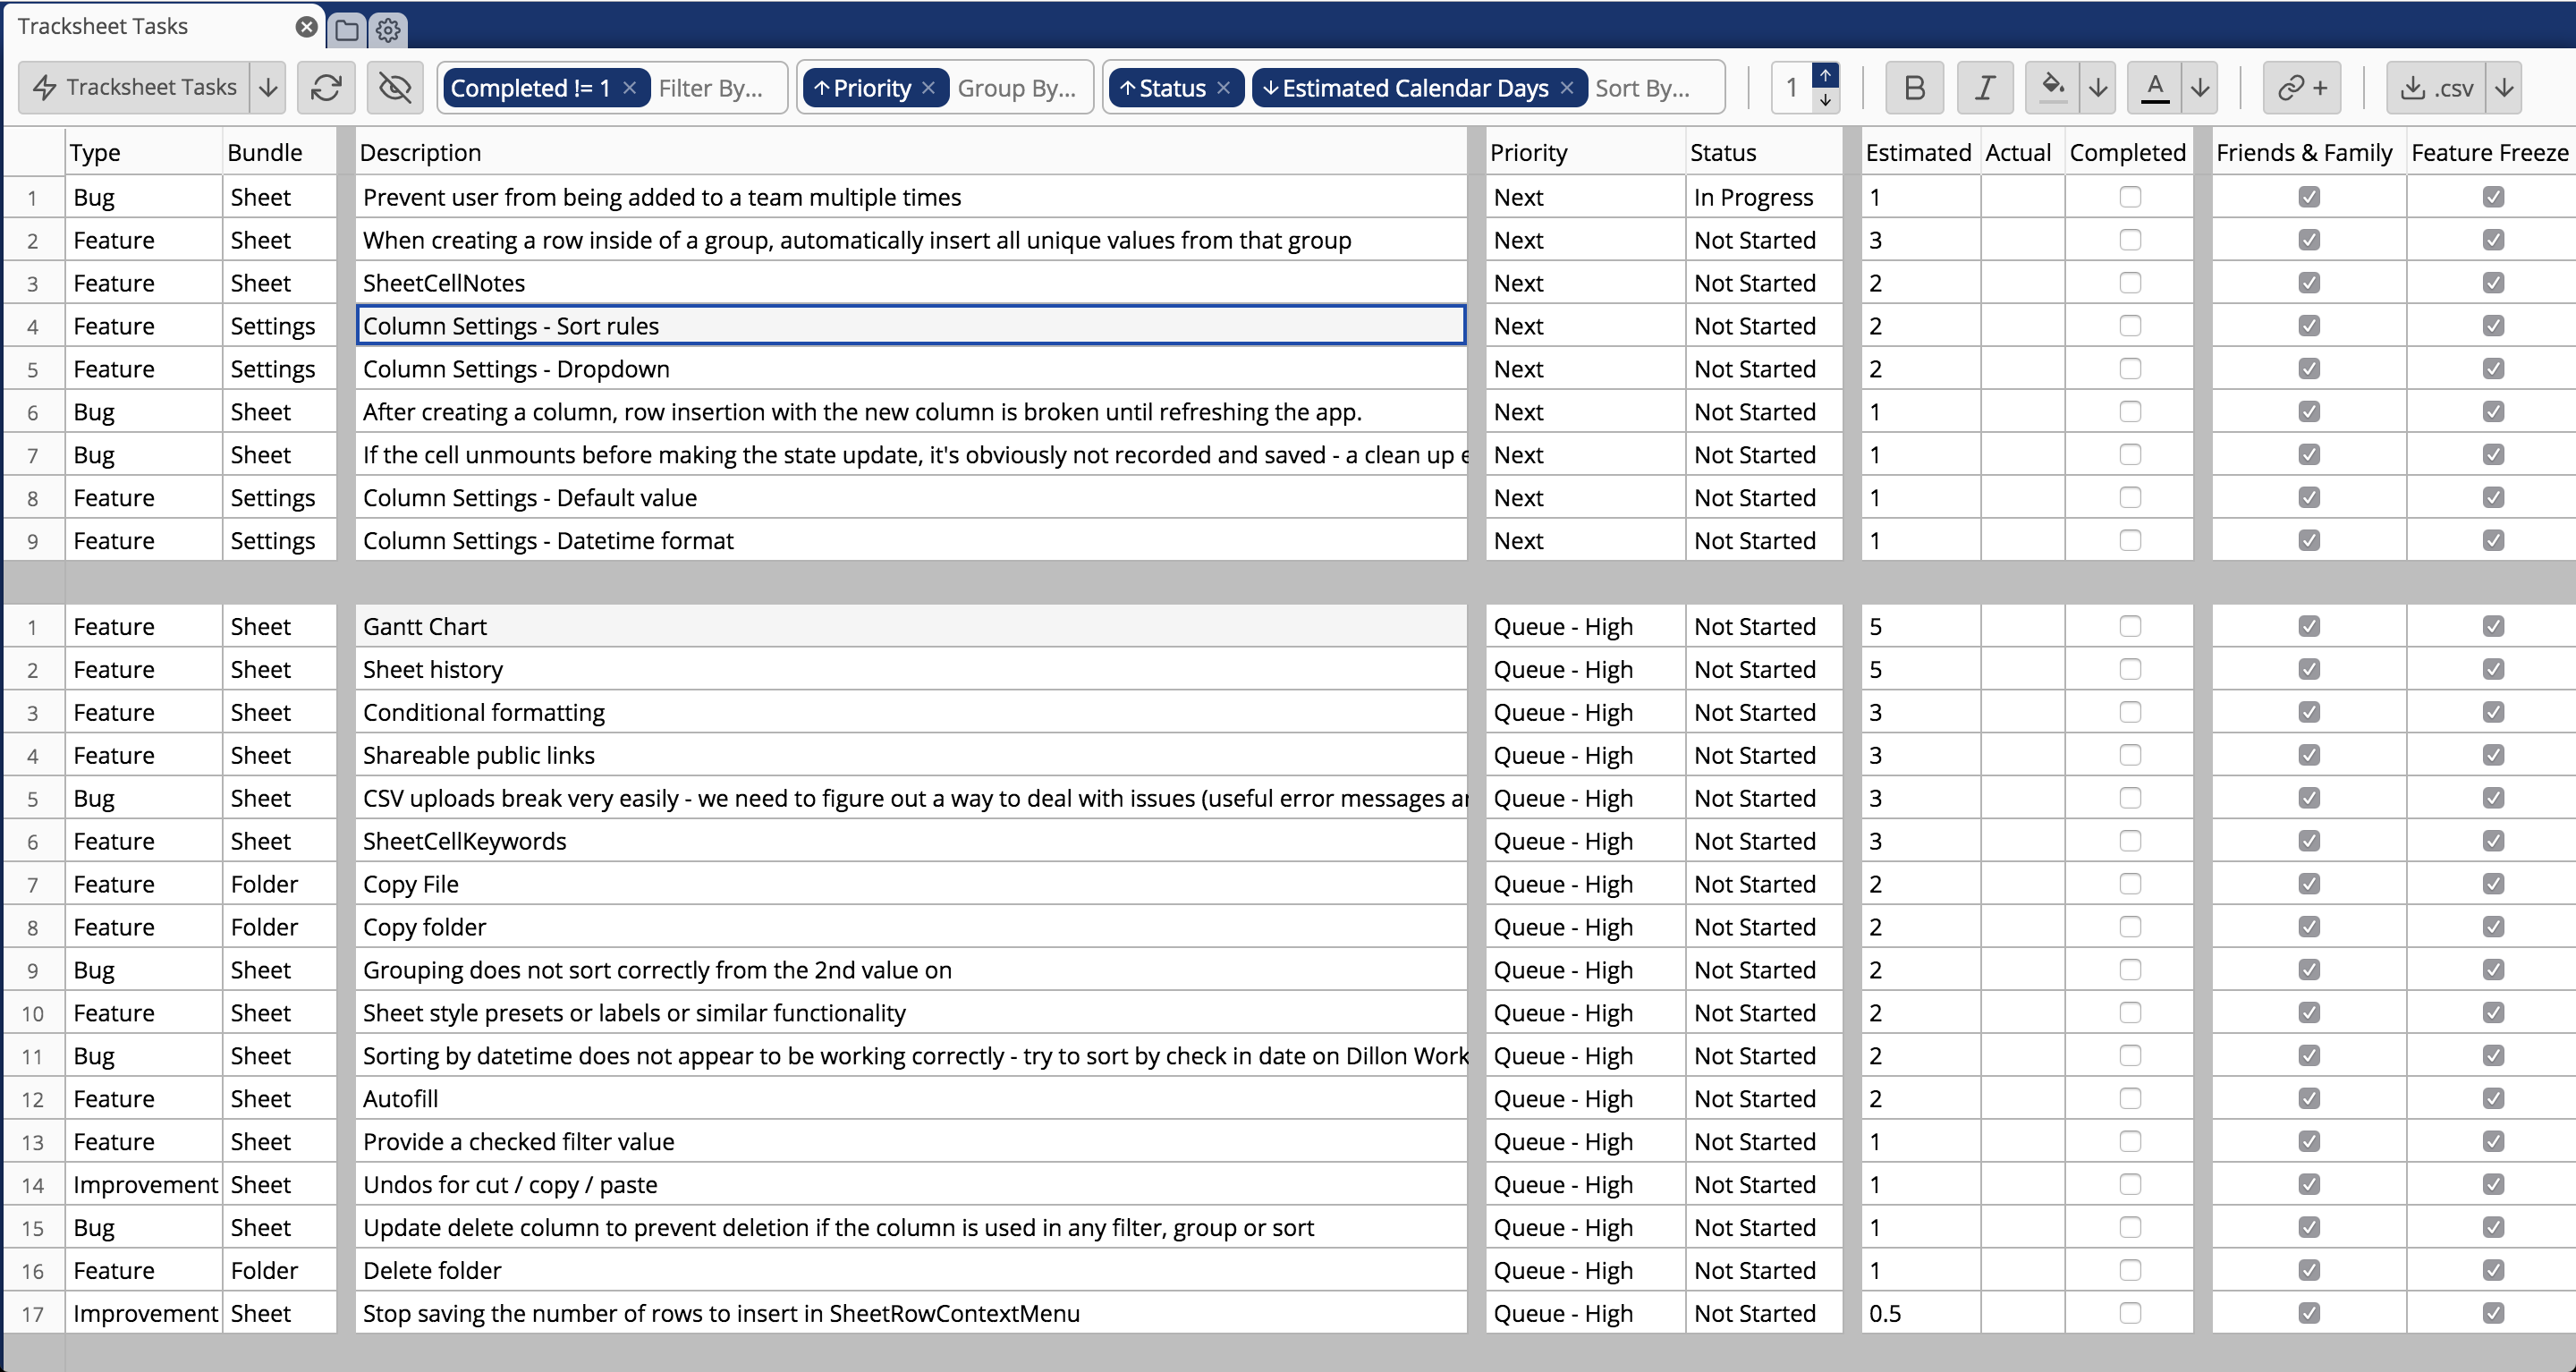 Tracksheet Tasks
Tracksheet Tasks Completed != 1 Filter By... ↑Priority Group By... ↑Status ↓Estimated Calendar Days Sort By... 1 B I A + .csv
Type Bundle Description Priority Status Estimated Actual Completed Friends & Family Feature Freeze
1 Bug Sheet Prevent user from being added to a team multiple times Next In Progress 1
2 Feature Sheet When creating a row inside of a group, automatically insert all unique values from that group Next Not Started 3
3 Feature Sheet SheetCellNotes Next Not Started 2
4 Feature Settings Column Settings - Sort rules Next Not Started 2
5 Feature Settings Column Settings - Dropdown Next Not Started 2
6 Bug Sheet After creating a column, row insertion with the new column is broken until refreshing the app. Next Not Started 1
7 Bug Sheet If the cell unmounts before making the state update, it's obviously not recorded and saved - a clean up e Next Not Started 1
8 Feature Settings Column Settings - Default value Next Not Started 1
9 Feature Settings Column Settings - Datetime format Next Not Started 1
1 Feature Sheet Gantt Chart Queue - High Not Started 5
2 Feature Sheet Sheet history Queue - High Not Started 5
3 Feature Sheet Conditional formatting Queue - High Not Started 3
4 Feature Sheet Shareable public links Queue - High Not Started 3
5 Bug Sheet CSV uploads break very easily - we need to figure out a way to deal with issues (useful error messages ar Queue - High Not Started 3
6 Feature Sheet SheetCellKeywords Queue - High Not Started 3
7 Feature Folder Copy File Queue - High Not Started 2
8 Feature Folder Copy folder Queue - High Not Started 2
9 Bug Sheet Grouping does not sort correctly from the 2nd value on Queue - High Not Started 2
10 Feature Sheet Sheet style presets or labels or similar functionality Queue - High Not Started 2
11 Bug Sheet Sorting by datetime does not appear to be working correctly - try to sort by check in date on Dillon Work Queue - High Not Started 2
12 Feature Sheet Autofill Queue - High Not Started 2
13 Feature Sheet Provide a checked filter value Queue - High Not Started 1
14 Improvement Sheet Undos for cut / copy / paste Queue - High Not Started 1
15 Bug Sheet Update delete column to prevent deletion if the column is used in any filter, group or sort Queue - High Not Started 1
16 Feature Folder Delete folder Queue - High Not Started 1
17 Improvement Sheet Stop saving the number of rows to insert in SheetRowContextMenu Queue - High Not Started 0.5